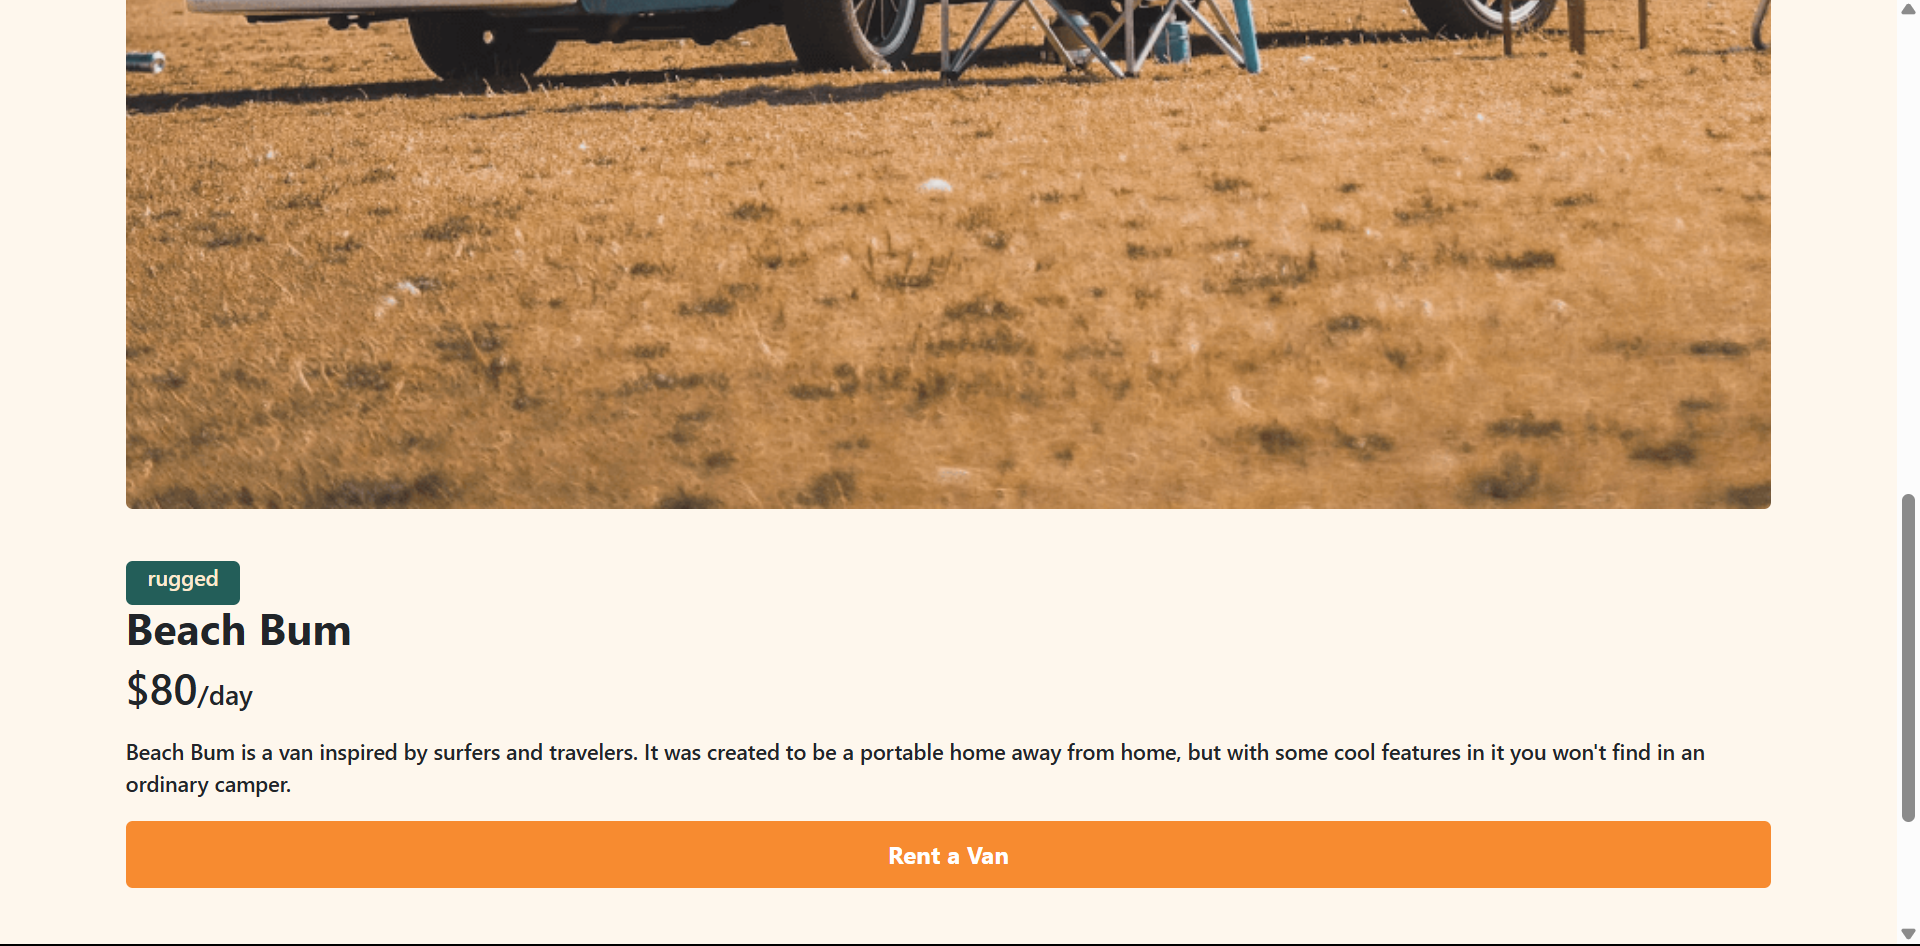 rugged
Beach Bum
$80/day
Beach Bum is a van inspired by surfers and travelers. It was created to be a portable home away from home, but with some cool features in it you won't find in an
ordinary camper.
Rent a Van